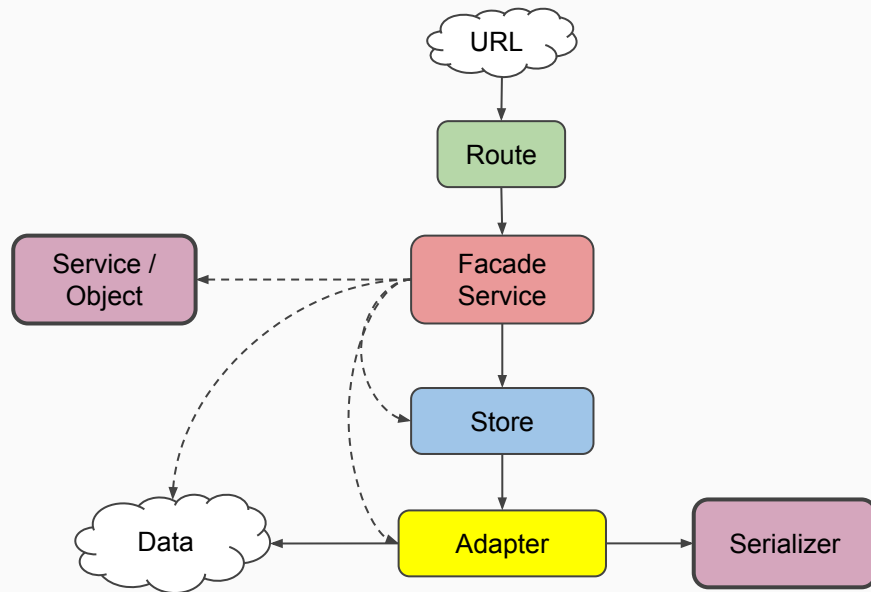 URL
Route
Service /
Object
Facade
Service
Store
Data
Adapter
Serializer